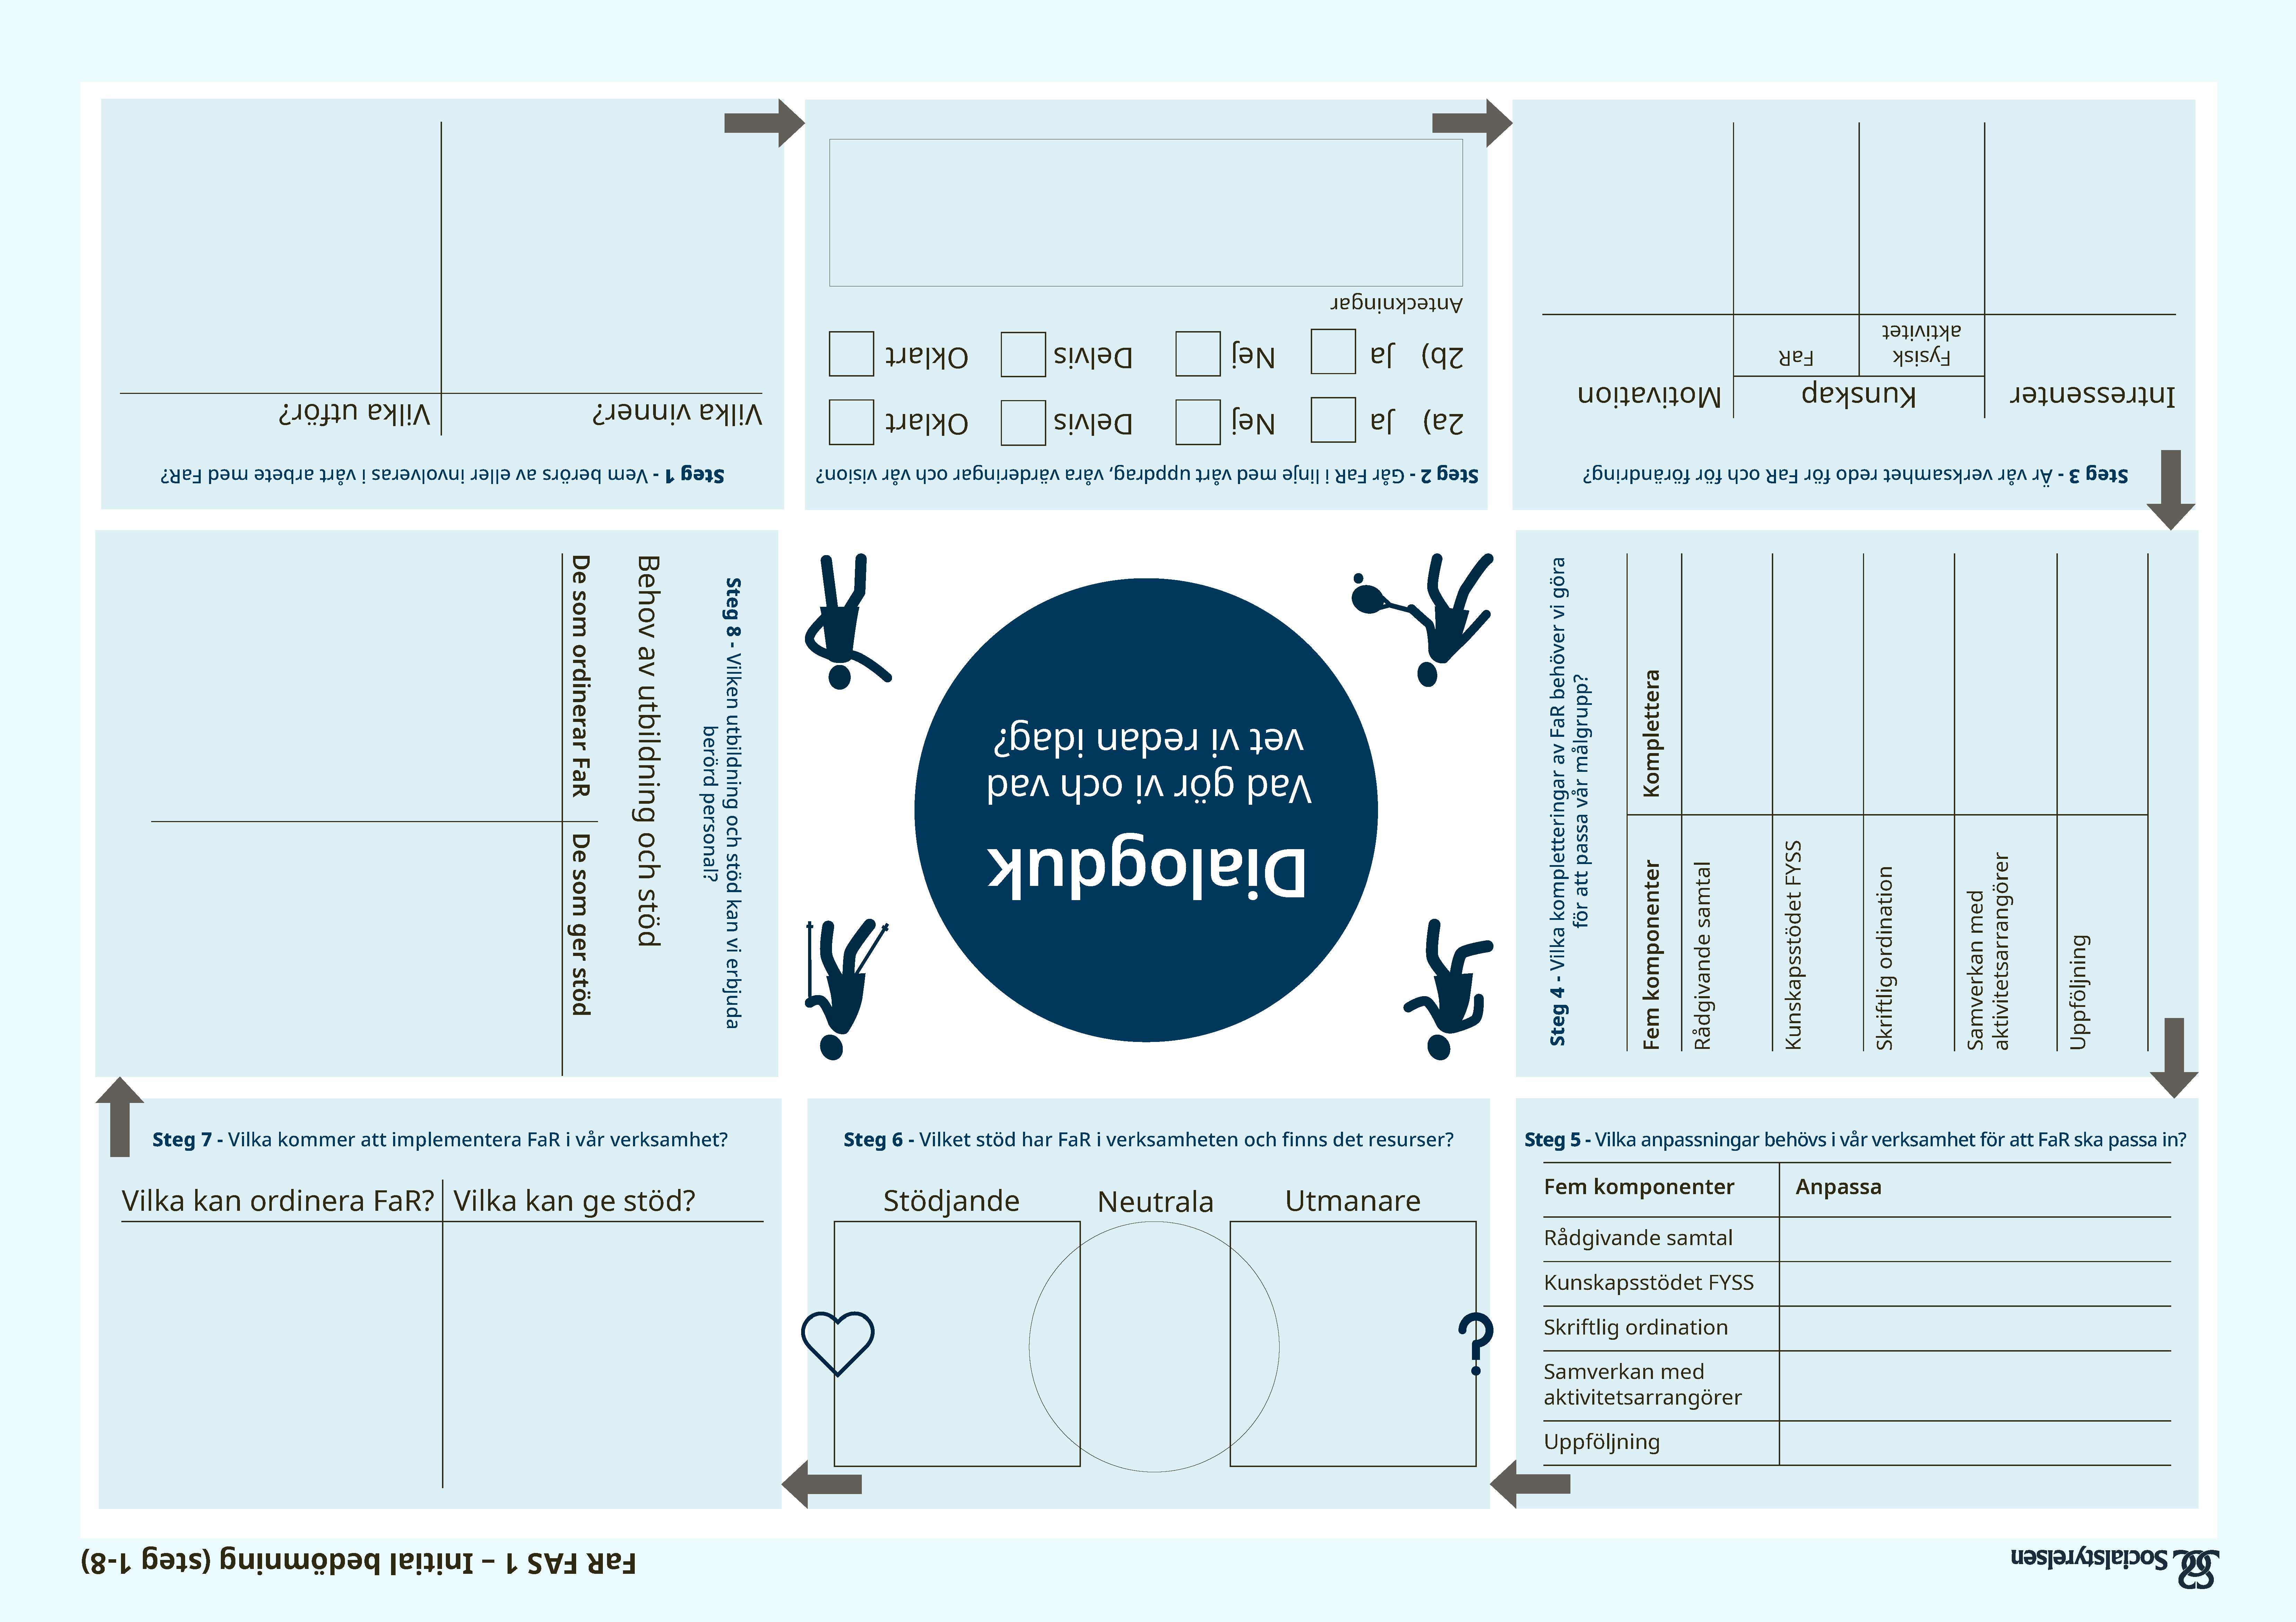 FaR FAS 1 – Initial bedömning (steg 1-8)
Socialstyrelsen
Dialogduk
Vad gör vi och vad
vet vi redan idag?
Steg 1 - Vem berörs av eller involveras i vårt arbete med FaR?
Vilka vinner?
Vilka utför?
Steg 2 - Går FaR i linje med vårt uppdrag, våra värderingar och vår vision?
2a) Ja Nej Delvis Oklart
2b) Ja Nej Delvis Oklart
Anteckningar
Steg 3 - Är vår verksamhet redo för FaR och för förändring?
Intressenter Kunskap Motivation
Fysisk
aktivitet
FaR
Steg 4 - Vilka kompletteringar av FaR behöver vi göra
för att passa vår målgrupp?
Fem komponenter Komplettera
Rådgivande samtal
Kunskapsstödet FYSS
Skriftlig ordination
Samverkan med
aktivitetsarrangörer
Uppföljning
Steg 5 - Vilka anpassningar behövs i vår verksamhet för att FaR ska passa in?
Fem komponenter Anpassa
Rådgivande samtal
Kunskapsstödet FYSS
Skriftlig ordination
Samverkan med
aktivitetsarrangörer
Uppföljning
Steg 6 - Vilket stöd har FaR i verksamheten och finns det resurser?
Stödjande Neutrala Utmanare
?
Steg 7 - Vilka kommer att implementera FaR i vår verksamhet?
Vilka kan ordinera FaR? Vilka kan ge stöd?
Steg 8 - Vilken utbildning och stöd kan vi erbjuda
berörd personal?
Behov av utbildning och stöd
De som ordinerar FaR De som ger stöd